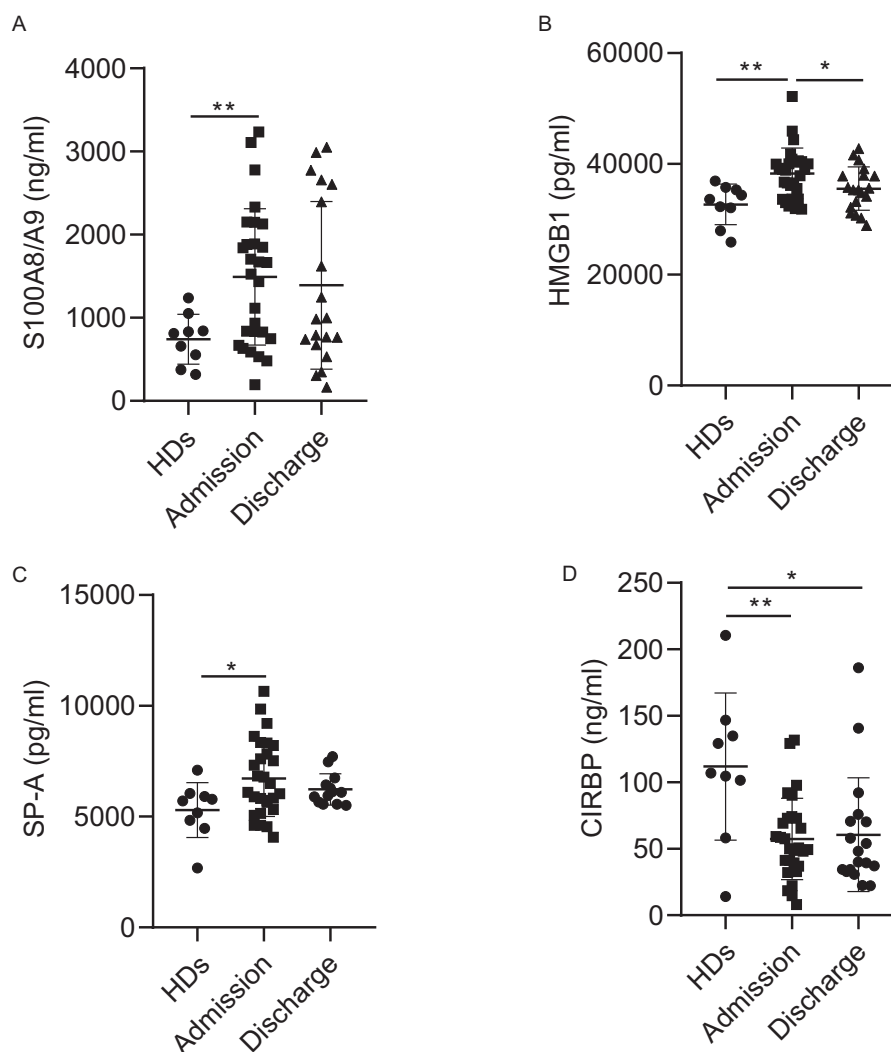 A
S100A8/A9 (ng/ml)
4000
3000
2000
1000
0
**
HDs
Admission
Discharge
B
HMGB1 (pg/ml)
60000
40000
20000
0
**
*
HDs
Admission
Discharge
C
SP-A (pg/ml)
15000
10000
5000
0
*
HDs
Admission
Discharge
D
CIRBP (ng/ml)
250
200
150
100
50
0
*
**
HDs
Admission
Discharge